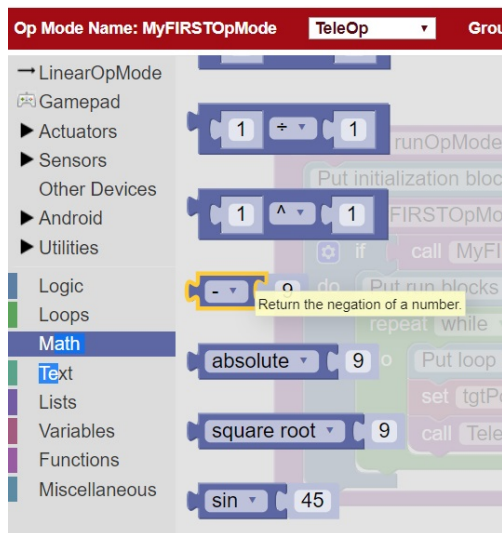 Op Mode Name: MyFIRSTOpMode TeleOp Grou
LinearOpMode
Gamepad
Actuators
Sensors
Other Devices
Android
Utilities
Logic
Loops
Math
Text
Lists
Variables
Functions
Miscellaneous
1 ÷ 1
1 ^ 1
- 9
Return the negation of a number.
absolute 9
square root 9
sin 45
runOpMode
Put initialization bloc
FIRSTOpMo
if call MyFI
do Put run blocks
repeat while
Put loop
set tgtPo
call Tele